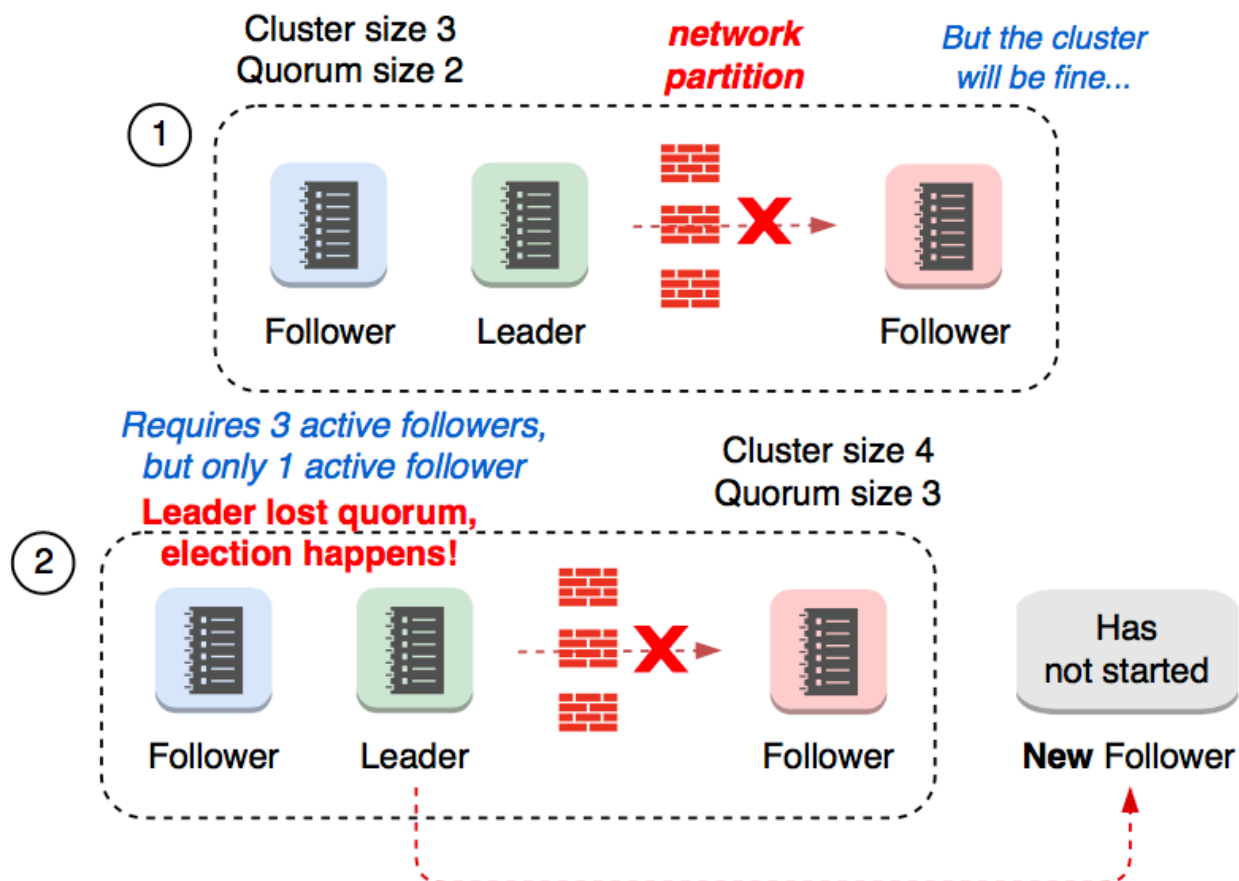 Cluster size 3
Quorum size 2
network
partition
But the cluster
will be fine...
1
Follower
Leader
Follower
Requires 3 active followers,
but only 1 active follower
Leader lost quorum,
election happens!
Cluster size 4
Quorum size 3
2
Has
not started
Follower
Leader
Follower
New Follower